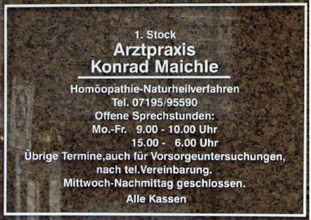 1. Stock
Arztpraxis
Konrad Maichle
Homöopathie-Naturheilverfahren
Tel. 07195/95590
Offene Sprechstunden:
Mo.-Fr. 9.00 - 10.00 Uhr
15.00 - 6.00 Uhr
Übrige Termine,auch für Vorsorgeuntersuchungen,
nach tel.Vereinbarung.
Mittwoch-Nachmittag geschlossen.
Alle Kassen